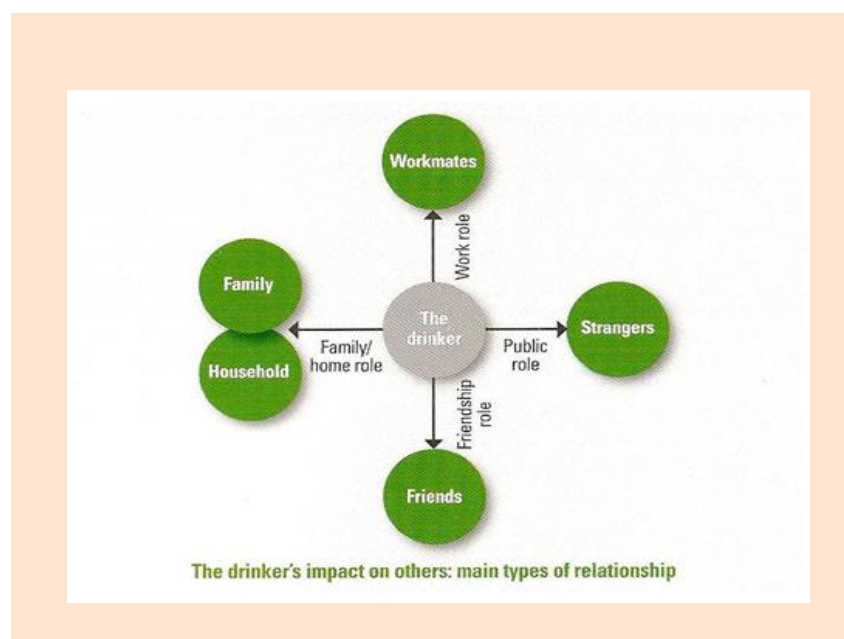 Workmates
Work role
Family
Household
Family/
home role
The
drinker
Public
role
Strangers
Friendship
role
Friends
The drinker's impact on others: main types of relationship